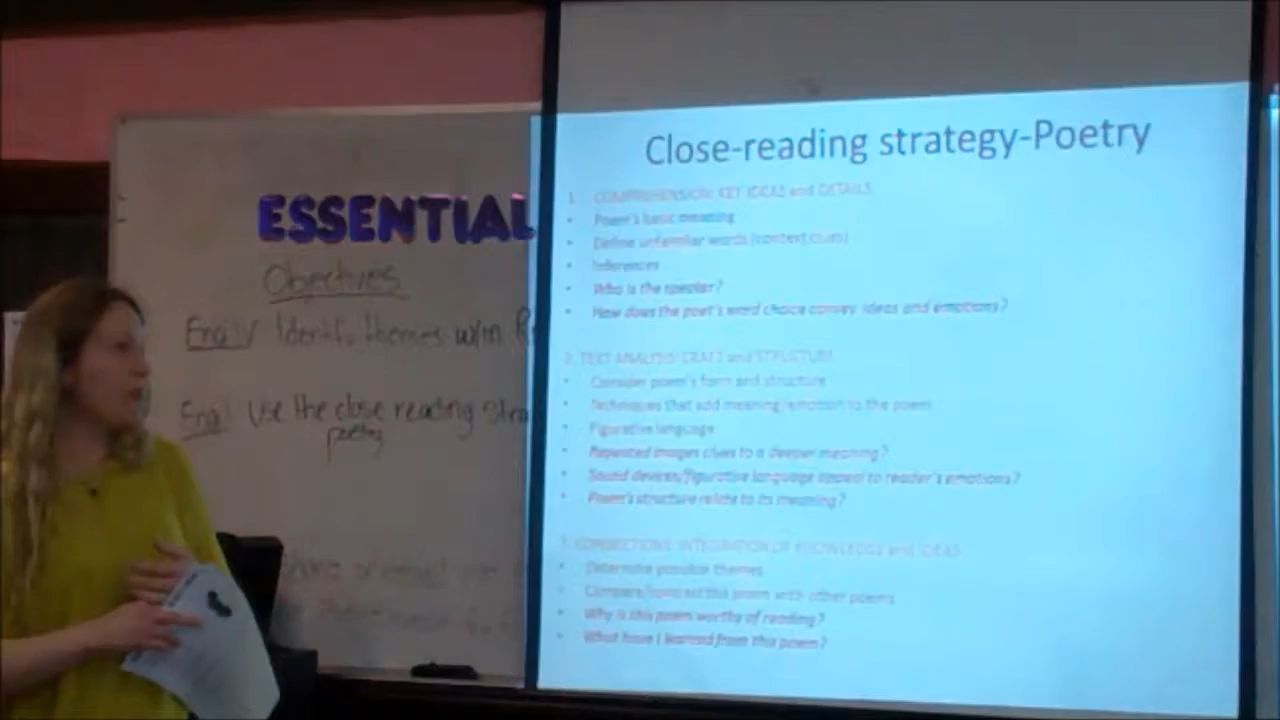 ESSENTIAL
Objectives
Eng IV Identify themes w/in
Eng I Use the close reading
poetry
Close-reading strategy-Poetry
1. COMPREHENSION: KEY IDEAS and DETAILS
• Poem's basic meaning
• Define unfamiliar words (context clues)
• Inferences
• Who is the speaker?
• How does the poet's word choice convey ideas and emotions?
2. TEXT ANALYSIS: CRAFT and STRUCTURE
• Consider poem's form and structure
• Techniques that add meaning/emotion to the poem
• Figurative language
• Repeated images clues to a deeper meaning?
• Sound devices/figurative language appeal to reader's emotions?
• Poem's structure relate to its meaning?
3. CONNECTIONS: INTEGRATION OF KNOWLEDGE and IDEAS
• Determine possible themes
• Compare/contrast this poem with other poems
• Why is this poem worthy of reading?
• What have I learned from this poem?